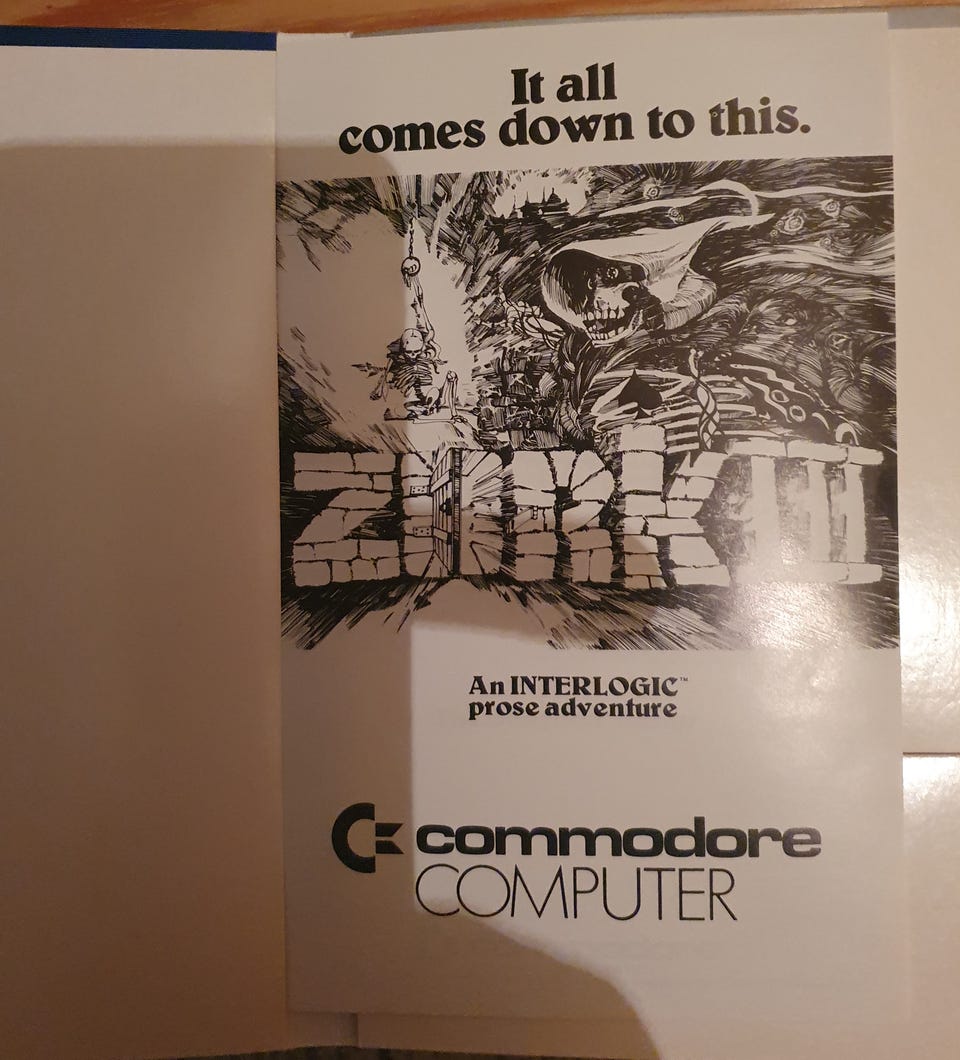 It all
comes down to this.
ZORK III
An INTERLOGIC™
prose adventure
commodore
COMPUTER